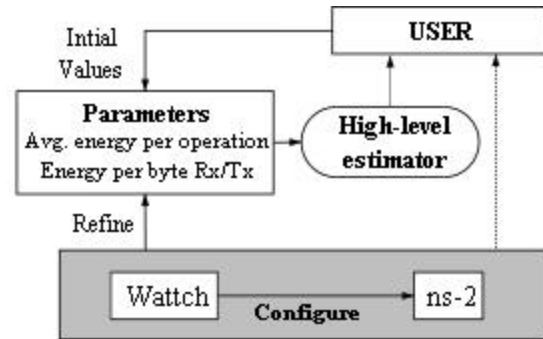 USER
Intial
Values
Parameters
Avg. energy per operation
Energy per byte Rx/Tx
High-level
estimator
Refine
Wattch
Configure
ns-2